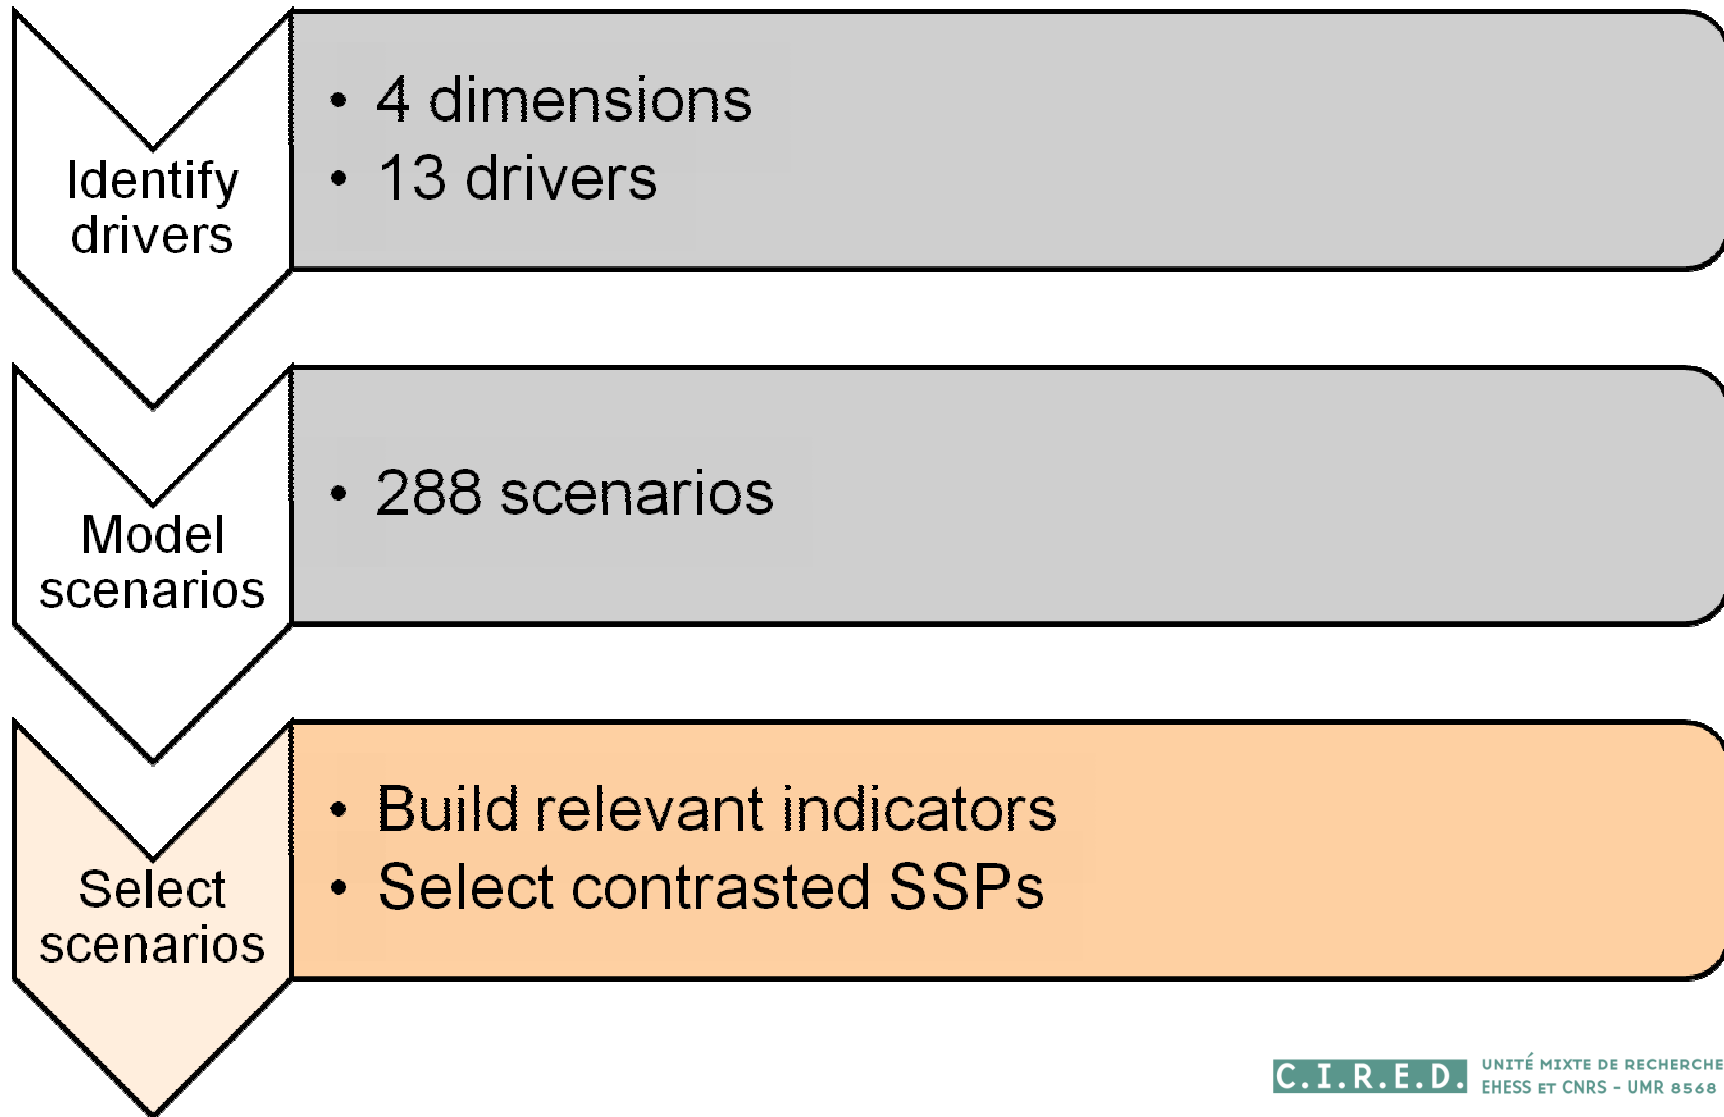 Identify
drivers
• 4 dimensions
• 13 drivers
Model
scenarios
• 288 scenarios
Select
scenarios
• Build relevant indicators
• Select contrasted SSPs
C.I.R.E.D.
UNITÉ MIXTE DE RECHERCHE
EHESS ET CNRS - UMR 8568